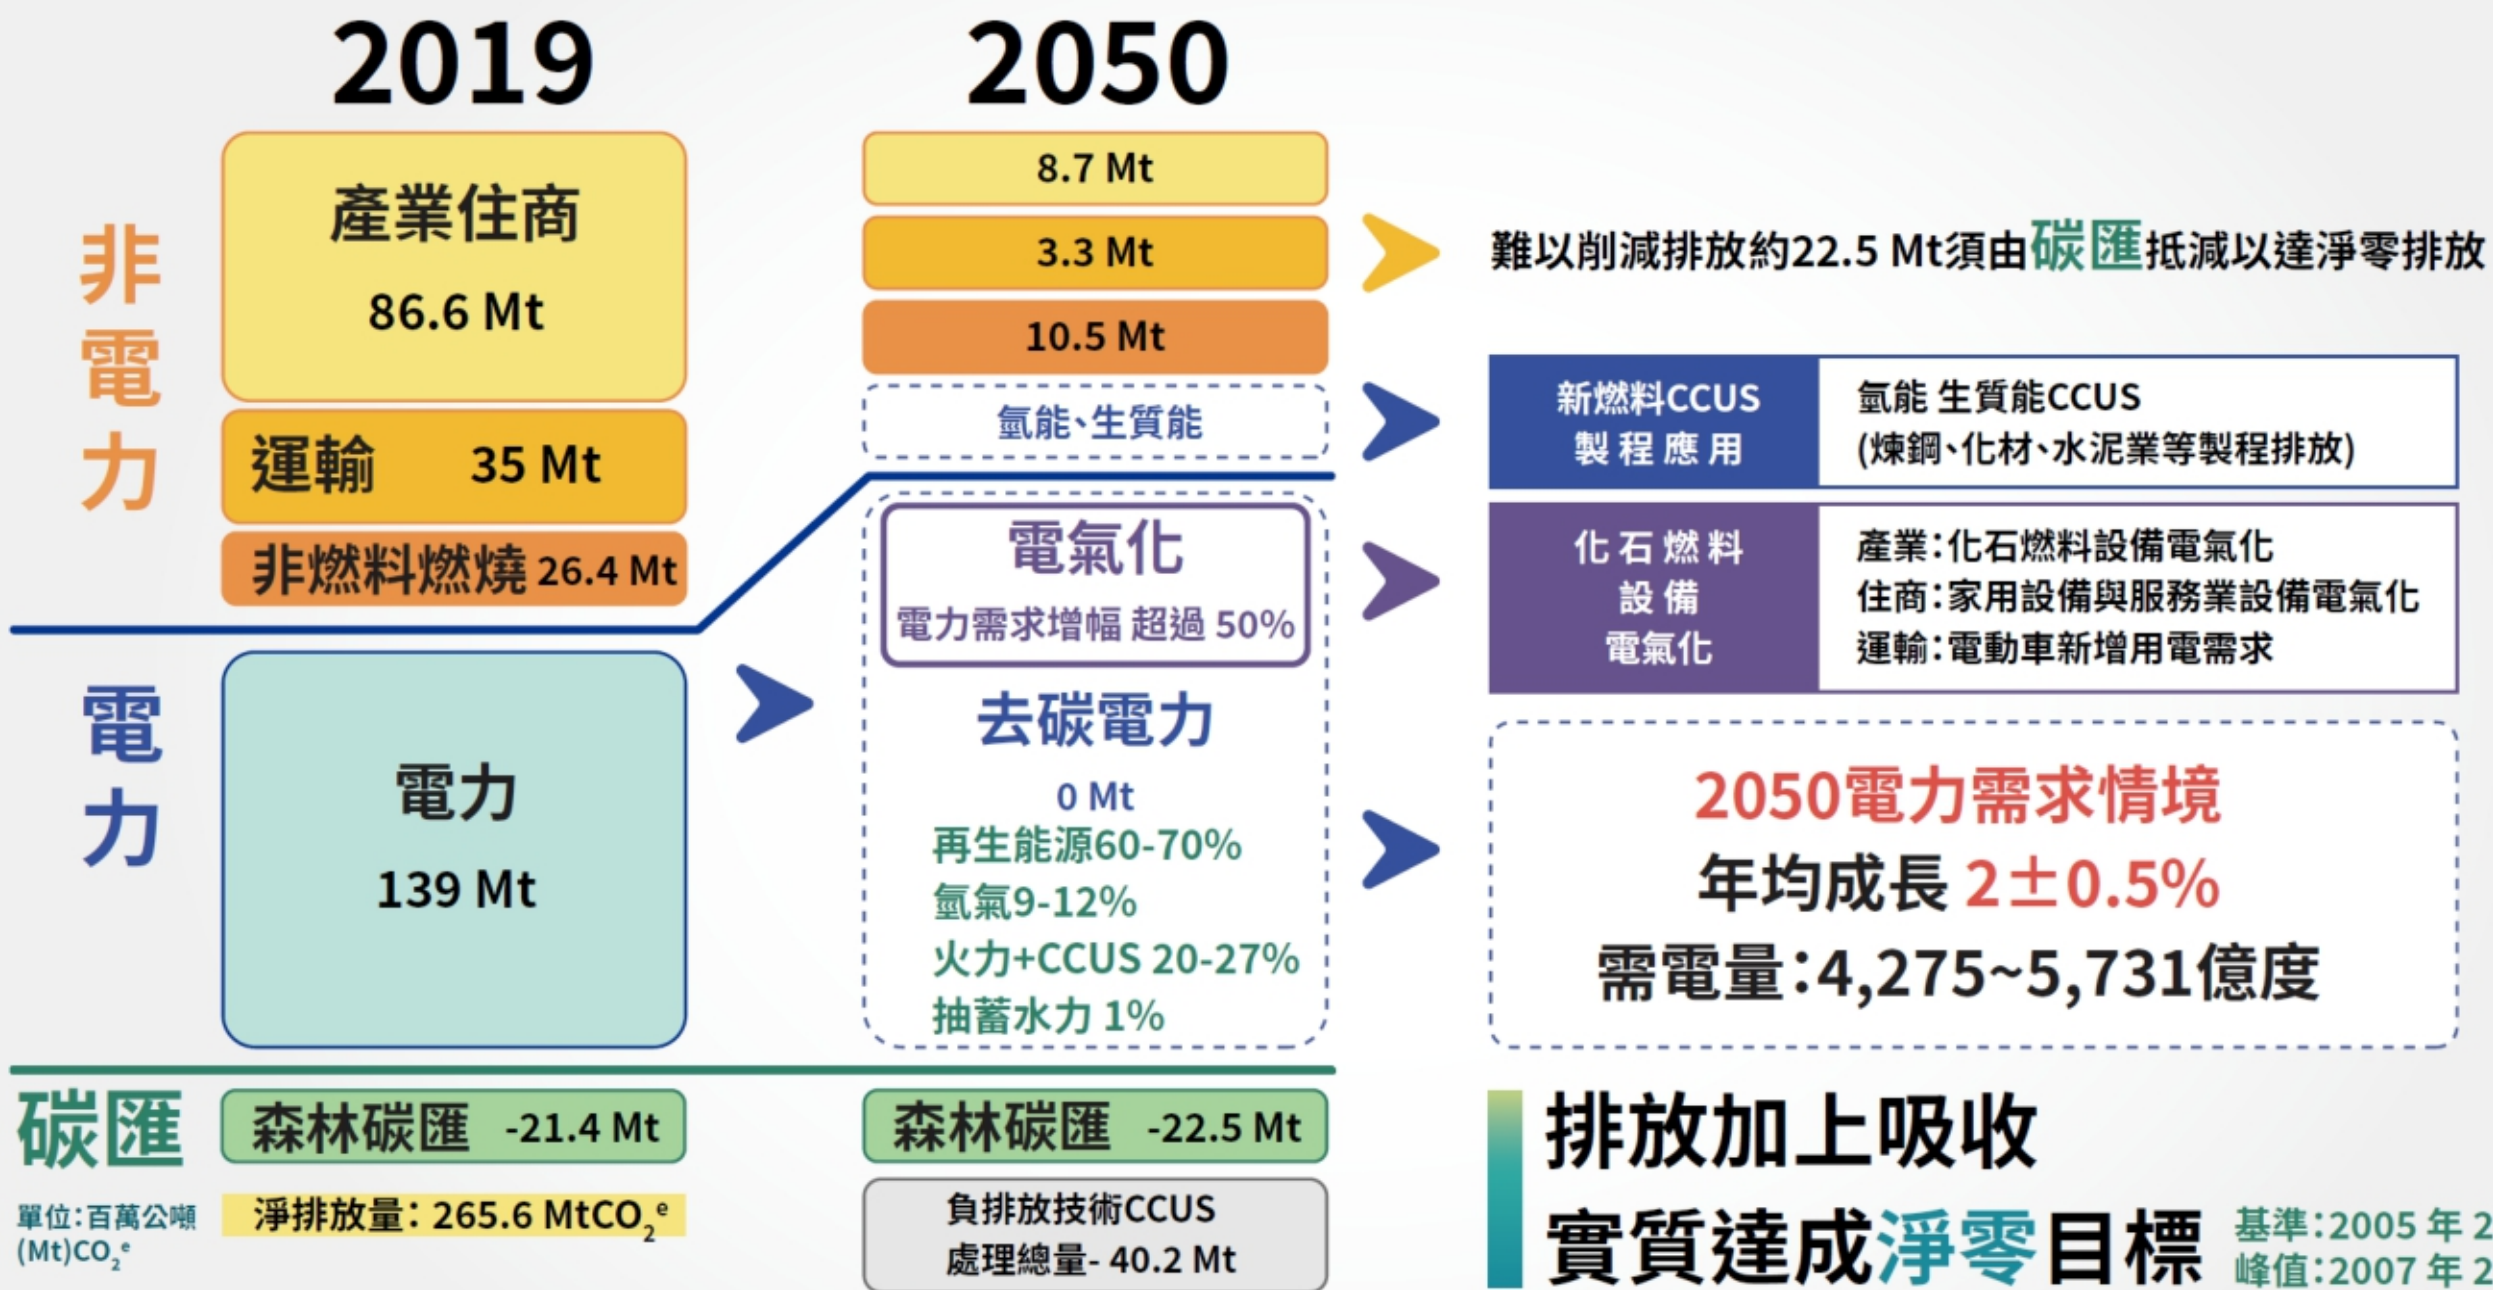 2019
2050
非電力
產業住商
86.6 Mt
運輸 35 Mt
非燃料燃燒 26.4 Mt
8.7 Mt
3.3 Mt
10.5 Mt
氫能、生質能
難以削減排放約22.5 Mt須由碳匯抵減以達淨零排放
新燃料CCUS
製程應用
氫能 生質能CCUS
(煉鋼、化材、水泥業等製程排放)
電氣化
電力需求增幅 超過 50%
化石燃料
設備
電氣化
產業：化石燃料設備電氣化
住商：家用設備與服務業設備電氣化
運輸：電動車新增用電需求
電力
電力
139 Mt
去碳電力
0 Mt
再生能源60-70%
氫氣9-12%
火力+CCUS 20-27%
抽蓄水力 1%
2050電力需求情境
年均成長 2±0.5%
需電量：4,275~5,731億度
碳匯
單位：百萬公噸
(Mt)CO₂ᵉ
森林碳匯 -21.4 Mt
淨排放量：265.6 MtCO₂ᵉ
森林碳匯 -22.5 Mt
負排放技術CCUS
處理總量- 40.2 Mt
排放加上吸收
實質達成淨零目標
基準：2005 年 2
峰值：2007 年 2